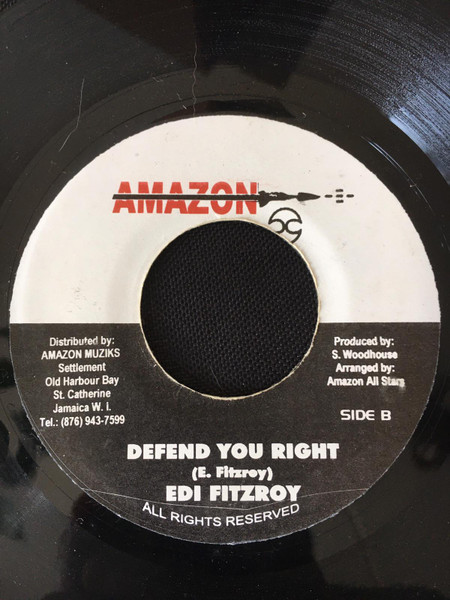 AMAZON
Distributed by:
AMAZON MUZIKS
Settlement
Old Harbour Bay
St. Catherine
Jamaica W. I.
Tel.: (876) 943-7599
Produced by:
S. Woodhouse
Arranged by:
Amazon All Stars
SIDE B
DEFEND YOU RIGHT
(E. Fitzroy)
EDI FITZROY
ALL RIGHTS RESERVED